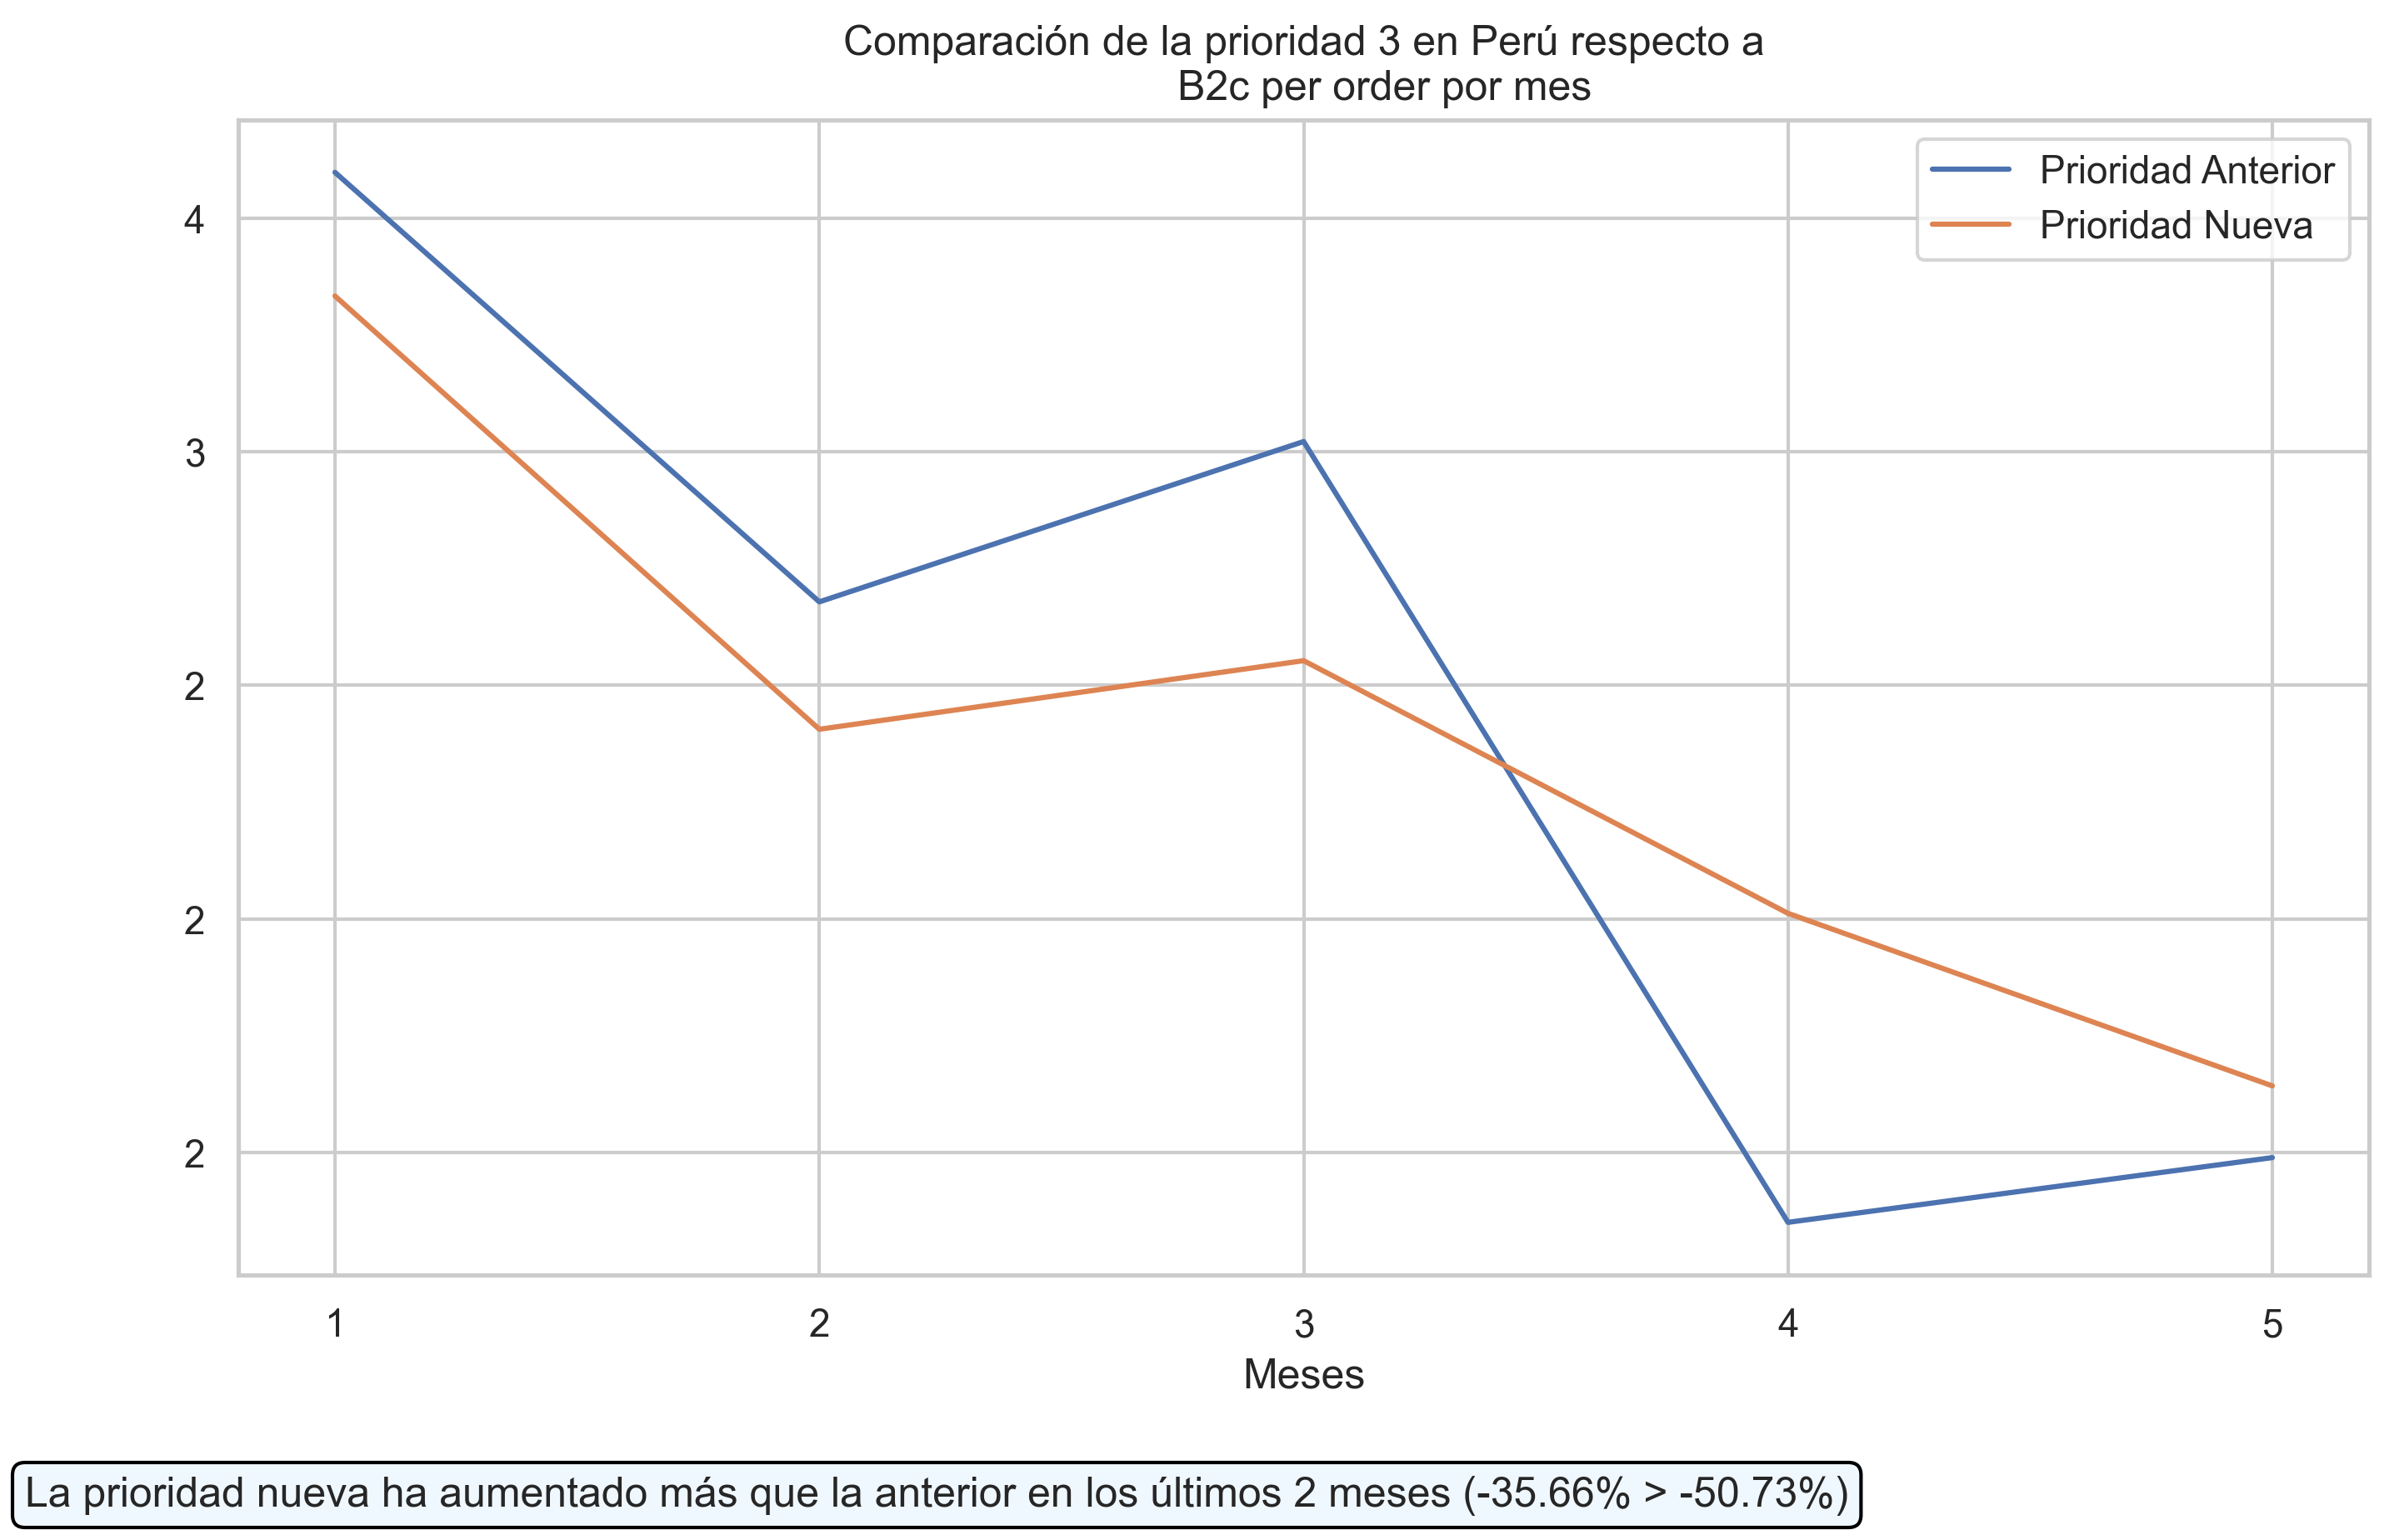 Comparación de la prioridad 3 en Perú respecto a
B2c per order por mes
Prioridad Anterior
Prioridad Nueva
4
3
2
2
2
1 2 3 4 5
Meses
La prioridad nueva ha aumentado más que la anterior en los últimos 2 meses (-35.66% > -50.73%)